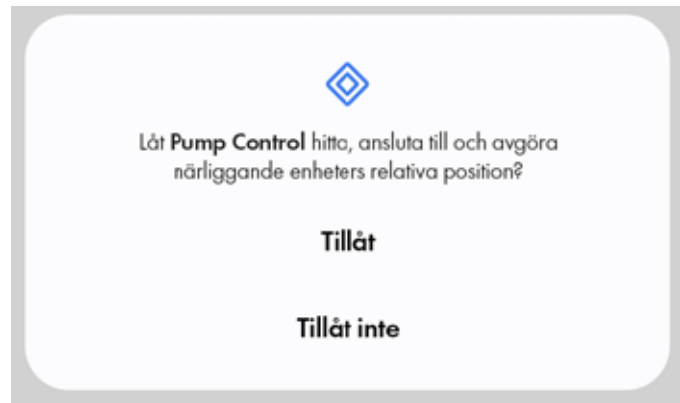 Låt Pump Control hitta, ansluta till och avgöra
närliggande enheters relativa position?
Tillåt
Tillåt inte